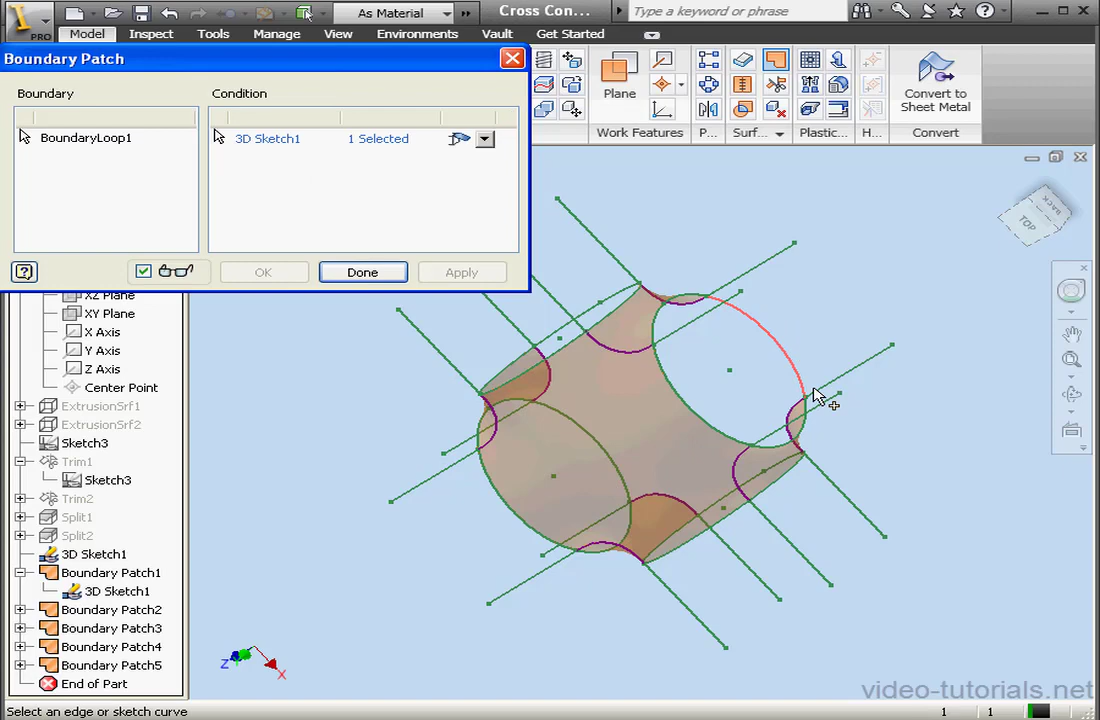 PRO
As Material
Cross Con...
Type a keyword or phrase
Model
Inspect
Tools
Manage
View
Environments
Vault
Get Started
Boundary Patch
Boundary
Condition
BoundaryLoop1
3D Sketch1
1 Selected
OK
Done
Apply
Plane
Work Features
P...
Surf...
Plastic...
H...
Convert to
Sheet Metal
Convert
TOP
BACK
XZ Plane
XY Plane
X Axis
Y Axis
Z Axis
Center Point
ExtrusionSrf1
ExtrusionSrf2
Sketch3
Trim1
Sketch3
Trim2
Split1
Split2
3D Sketch1
Boundary Patch1
3D Sketch1
Boundary Patch2
Boundary Patch3
Boundary Patch4
Boundary Patch5
End of Part
Z
X
video-tutorials.net
Select an edge or sketch curve
1
1